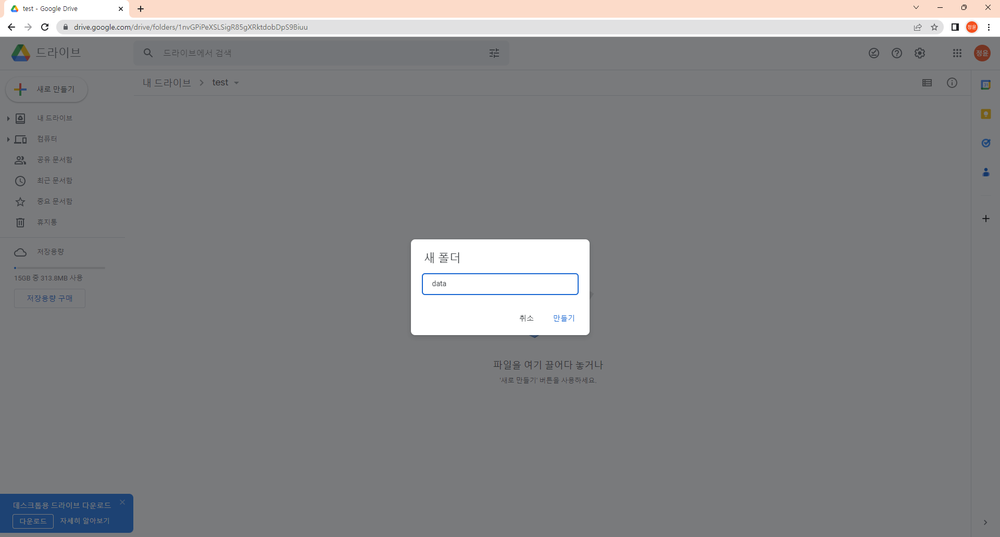 test - Google Drive
drive.google.com/drive/folders/1nvGPiPeXSLSigR85gXRktdobDpS9Biuu
정윤
드라이브
드라이브에서 검색
정윤
새로 만들기
내 드라이브
test
31
내 드라이브
컴퓨터
공유 문서함
최근 문서함
중요 문서함
휴지통
저장용량
15GB 중 313.8MB 사용
저장용량 구매
새 폴더
data
취소
만들기
파일을 여기 끌어다 놓거나
'새로 만들기' 버튼을 사용하세요.
데스크톱용 드라이브 다운로드
다운로드
자세히 알아보기